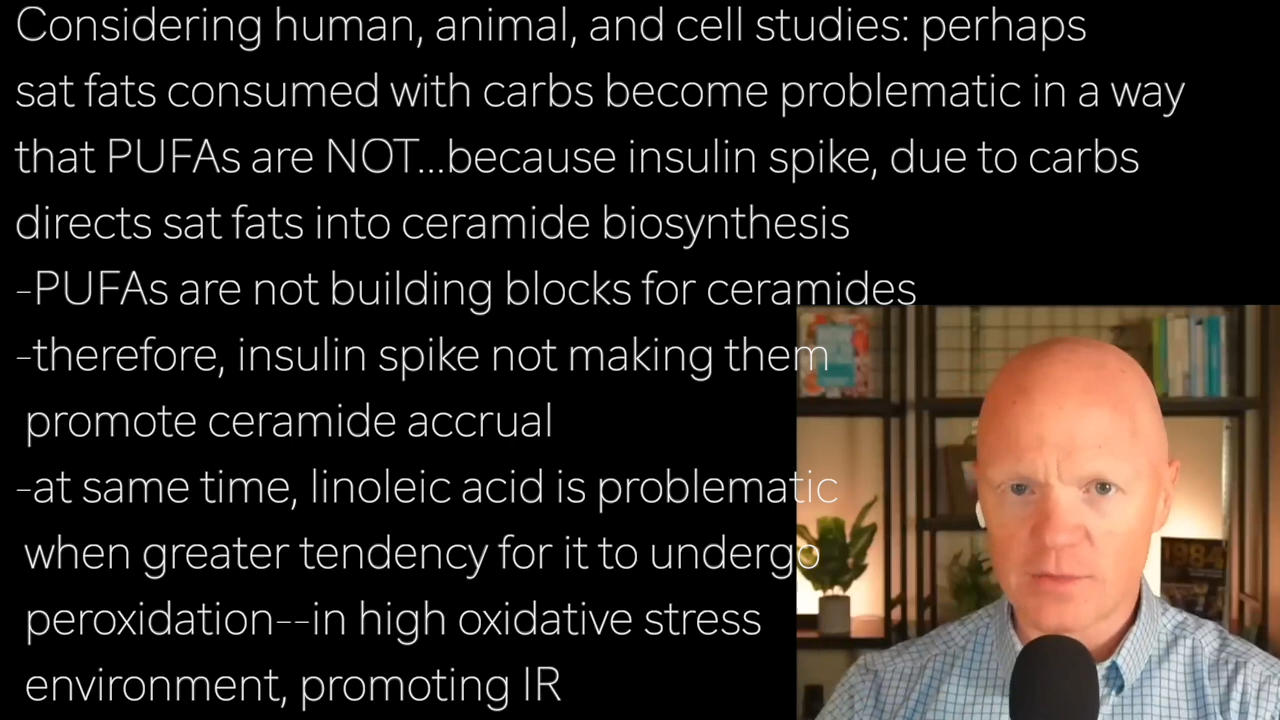 Considering human, animal, and cell studies: perhaps
sat fats consumed with carbs become problematic in a way
that PUFAs are NOT...because insulin spike, due to carbs
directs sat fats into ceramide biosynthesis
-PUFAs are not building blocks for ceramides
-therefore, insulin spike not making them
promote ceramide accrual
-at same time, linoleic acid is problematic
when greater tendency for it to undergo
peroxidation--in high oxidative stress
environment, promoting IR
1984